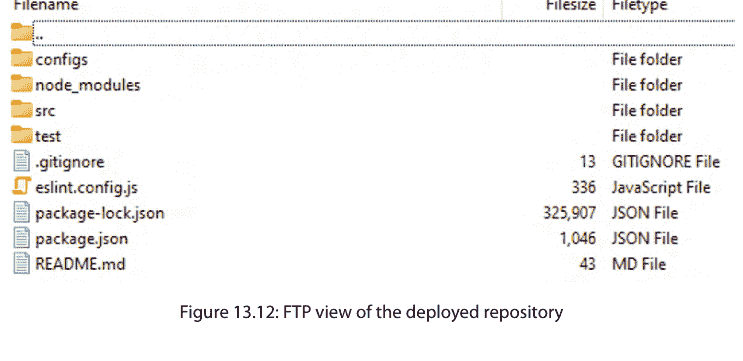 Filename Filesize Filetype
..
configs File folder
node_modules File folder
src File folder
test File folder
.gitignore 13 GITIGNORE File
eslint.config.js 336 JavaScript File
package-lock.json 325,907 JSON File
package.json 1,046 JSON File
README.md 43 MD File
Figure 13.12: FTP view of the deployed repository